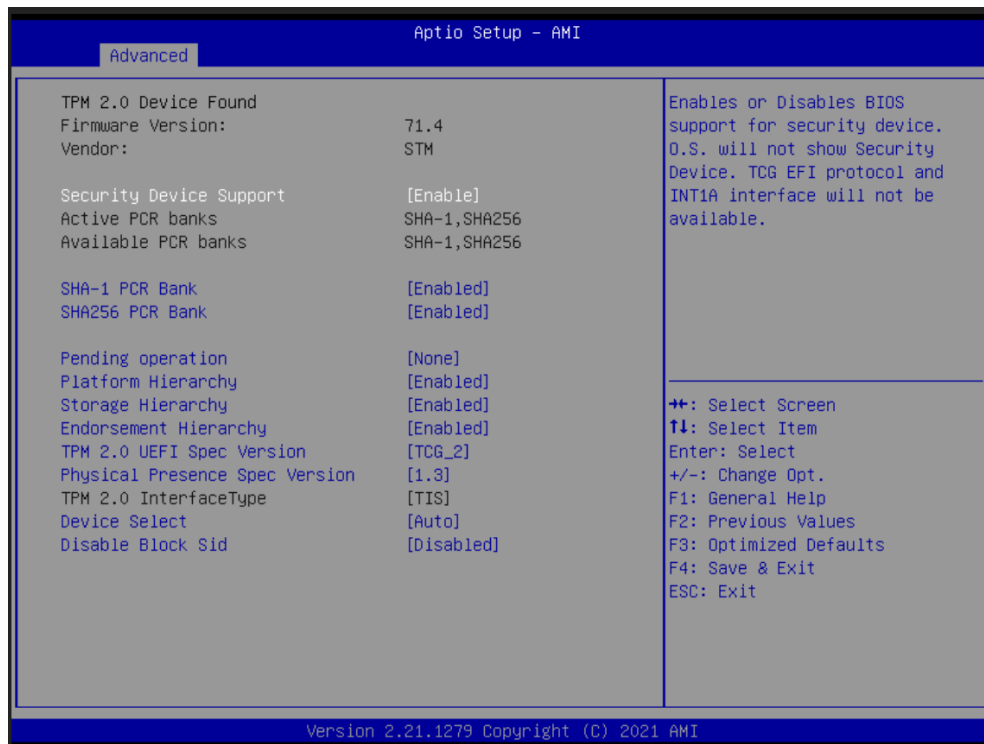 Aptio Setup – AMI
Advanced
TPM 2.0 Device Found
Firmware Version: 71.4
Vendor: STM
Security Device Support [Enable]
Active PCR banks SHA-1,SHA256
Available PCR banks SHA-1,SHA256
SHA-1 PCR Bank [Enabled]
SHA256 PCR Bank [Enabled]
Pending operation [None]
Platform Hierarchy [Enabled]
Storage Hierarchy [Enabled]
Endorsement Hierarchy [Enabled]
TPM 2.0 UEFI Spec Version [TCG_2]
Physical Presence Spec Version [1.3]
TPM 2.0 InterfaceType [TIS]
Device Select [Auto]
Disable Block Sid [Disabled]
Enables or Disables BIOS
support for security device.
O.S. will not show Security
Device. TCG EFI protocol and
INT1A interface will not be
available.
→←: Select Screen
↑↓: Select Item
Enter: Select
+/-: Change Opt.
F1: General Help
F2: Previous Values
F3: Optimized Defaults
F4: Save & Exit
ESC: Exit
Version 2.21.1279 Copyright (C) 2021 AMI